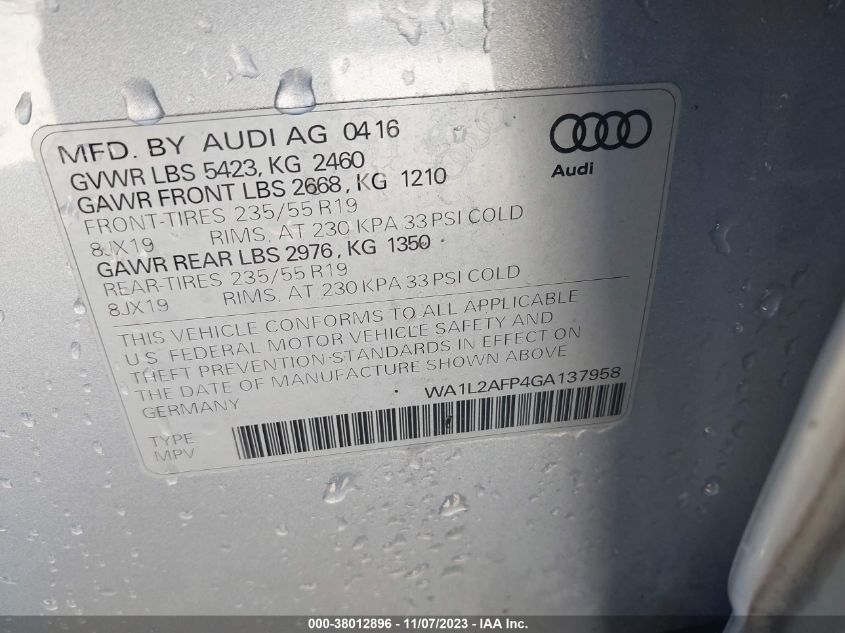 MFD. BY AUDI AG 0416
GVWR LBS 5423, KG 2460
GAWR FRONT LBS 2668, KG 1210
FRONT-TIRES 235/55 R19
8JX19 RIMS, AT 230 KPA 33 PSI COLD
GAWR REAR LBS 2976, KG 1350
REAR-TIRES 235/55 R19
8JX19 RIMS, AT 230 KPA 33 PSI COLD
Audi
THIS VEHICLE CONFORMS TO ALL APPLICABLE
U.S. FEDERAL MOTOR VEHICLE SAFETY AND
THEFT PREVENTION-STANDARDS IN EFFECT ON
THE DATE OF MANUFACTURE SHOWN ABOVE
GERMANY WA1L2AFP4GA137958
TYPE
MPV
000-38012896 - 11/07/2023 - IAA Inc.